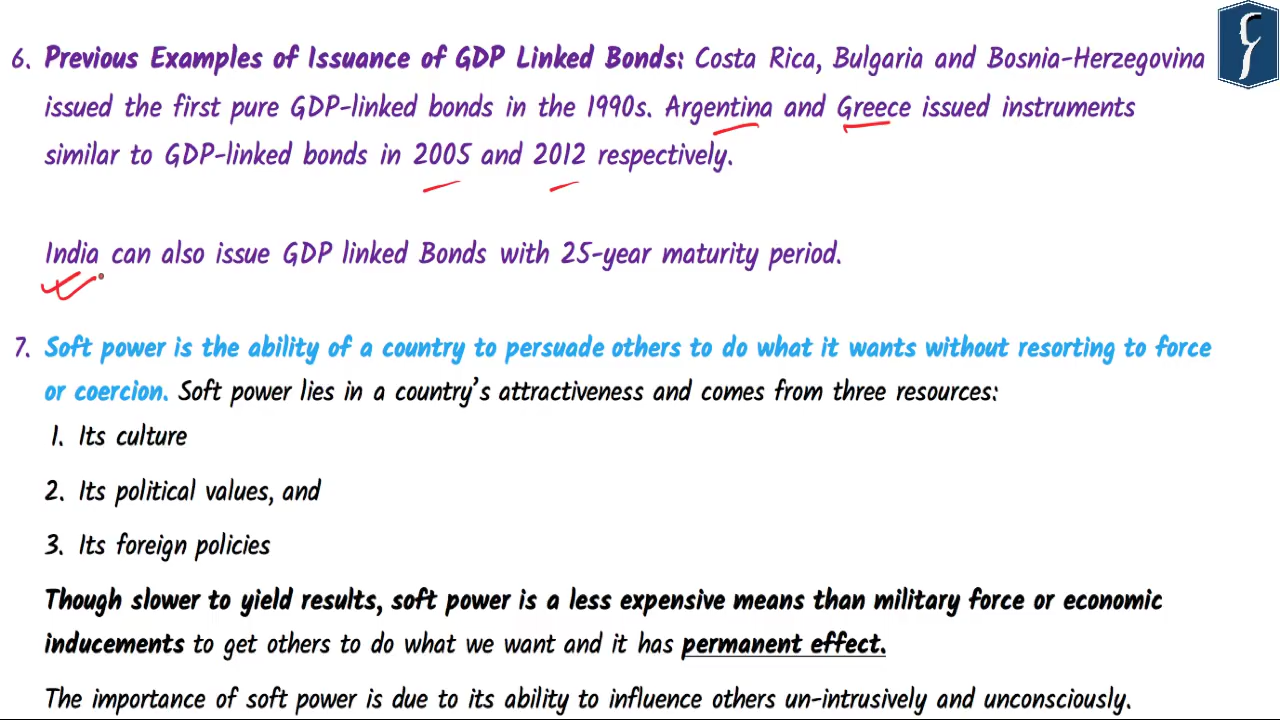 6. Previous Examples of Issuance of GDP Linked Bonds: Costa Rica, Bulgaria and Bosnia-Herzegovina
issued the first pure GDP-linked bonds in the 1990s. Argentina and Greece issued instruments
similar to GDP-linked bonds in 2005 and 2012 respectively.
India can also issue GDP linked Bonds with 25-year maturity period.
7. Soft power is the ability of a country to persuade others to do what it wants without resorting to force
or coercion. Soft power lies in a country's attractiveness and comes from three resources:
1. Its culture
2. Its political values, and
3. Its foreign policies
Though slower to yield results, soft power is a less expensive means than military force or economic
inducements to get others to do what we want and it has permanent effect.
The importance of soft power is due to its ability to influence others un-intrusively and unconsciously.